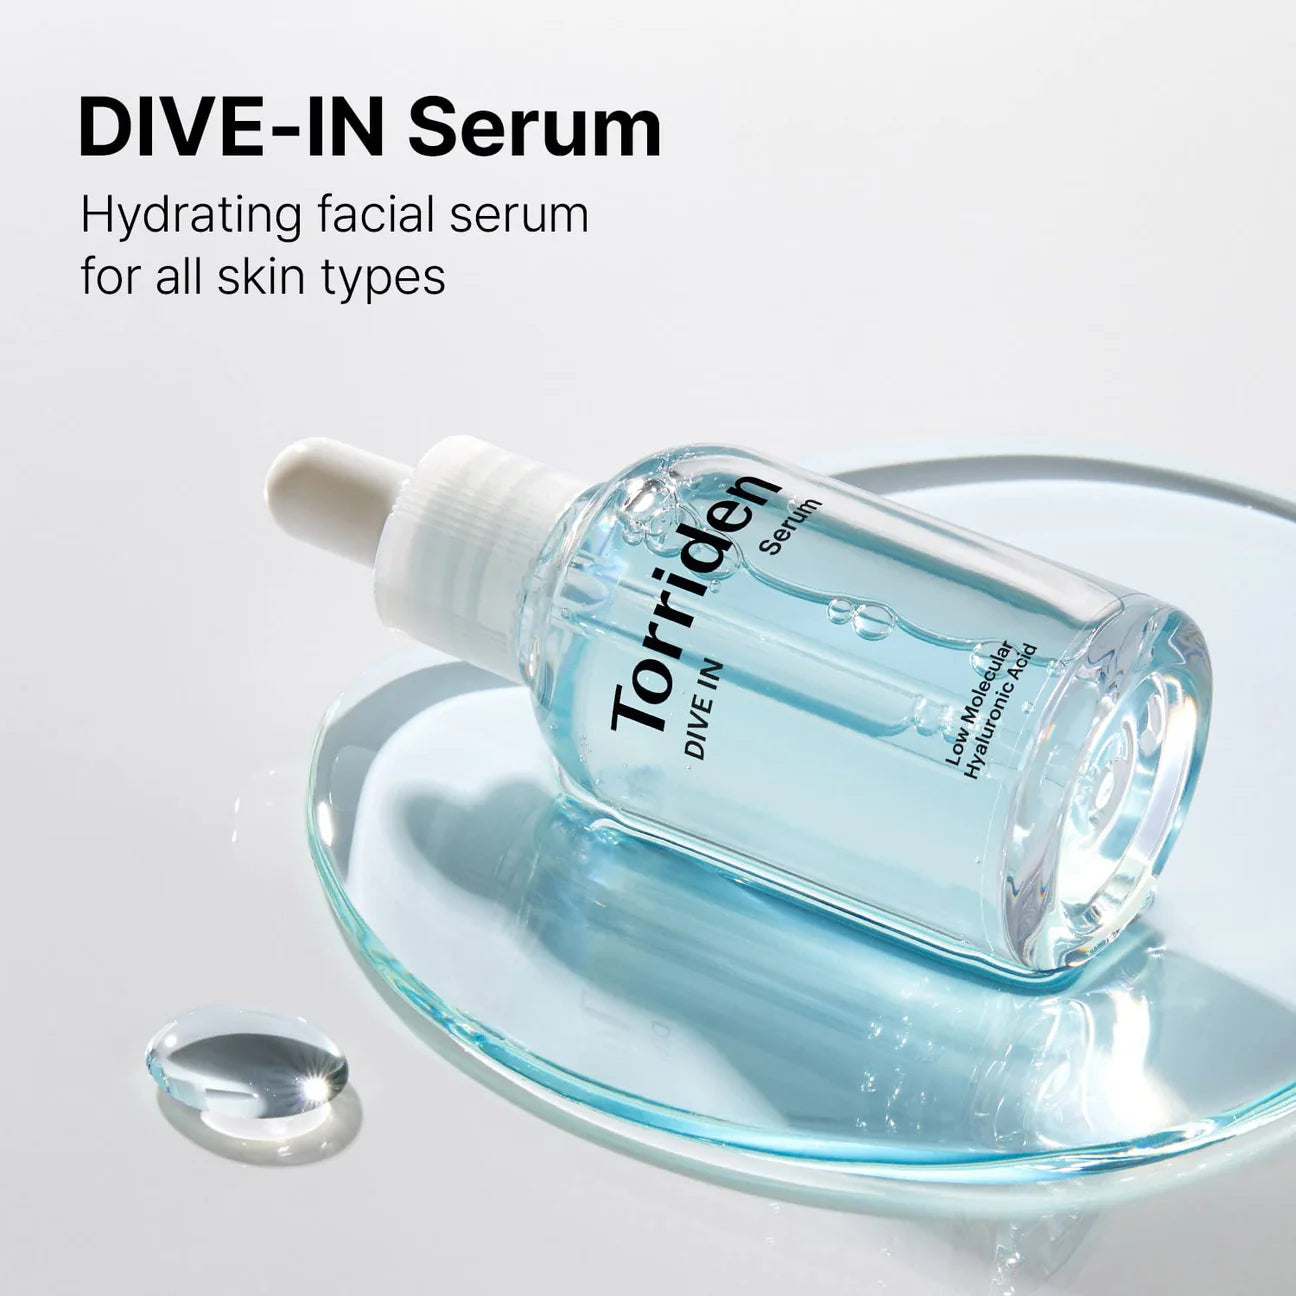 DIVE-IN Serum
Hydrating facial serum
for all skin types
Torriden
Serum
DIVE IN
Low Molecular
Hyaluronic Acid